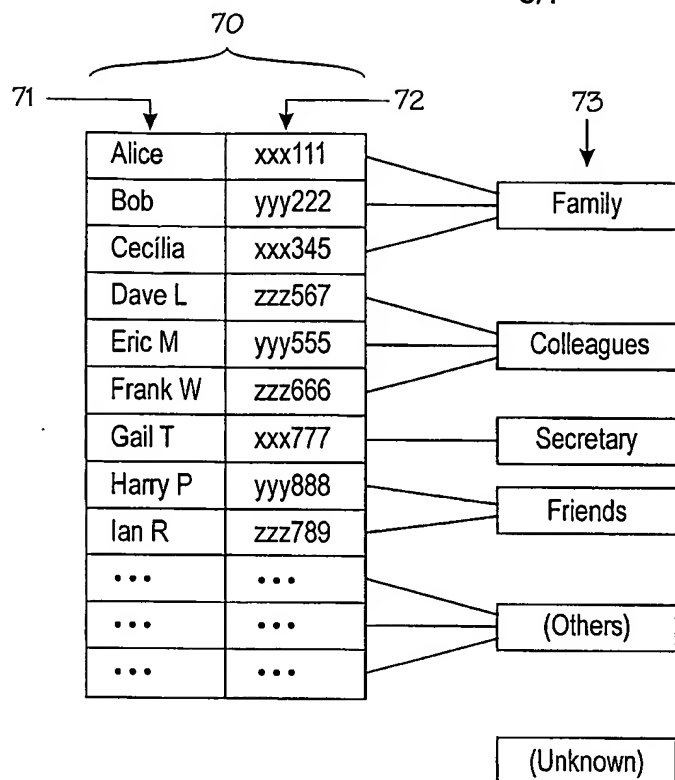 70
71 72 73
Alice xxx111
Bob yyy222 Family
Cecília xxx345
Dave L zzz567
Eric M yyy555 Colleagues
Frank W zzz666
Gail T xxx777 Secretary
Harry P yyy888
Friends
Ian R zzz789
••• •••
••• ••• (Others)
••• •••
(Unknown)